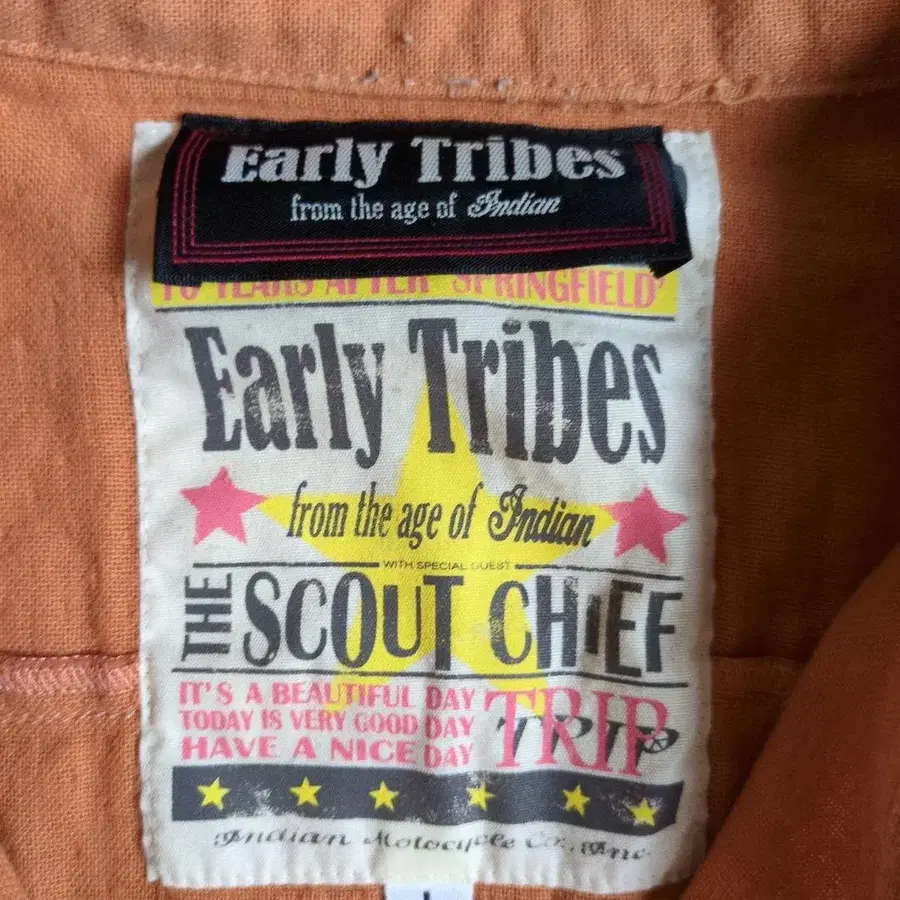 Early Tribes
from the age of Indian
10 YEARS AFTER 'SPRINGFIELD'
Early Tribes
from the age of Indian
WITH SPECIAL GUEST
THE SCOUT CHIEF
IT'S A BEAUTIFUL DAY
TODAY IS VERY GOOD DAY
HAVE A NICE DAY
TRIP
TRIP
Indian Motocycle Co., Inc.